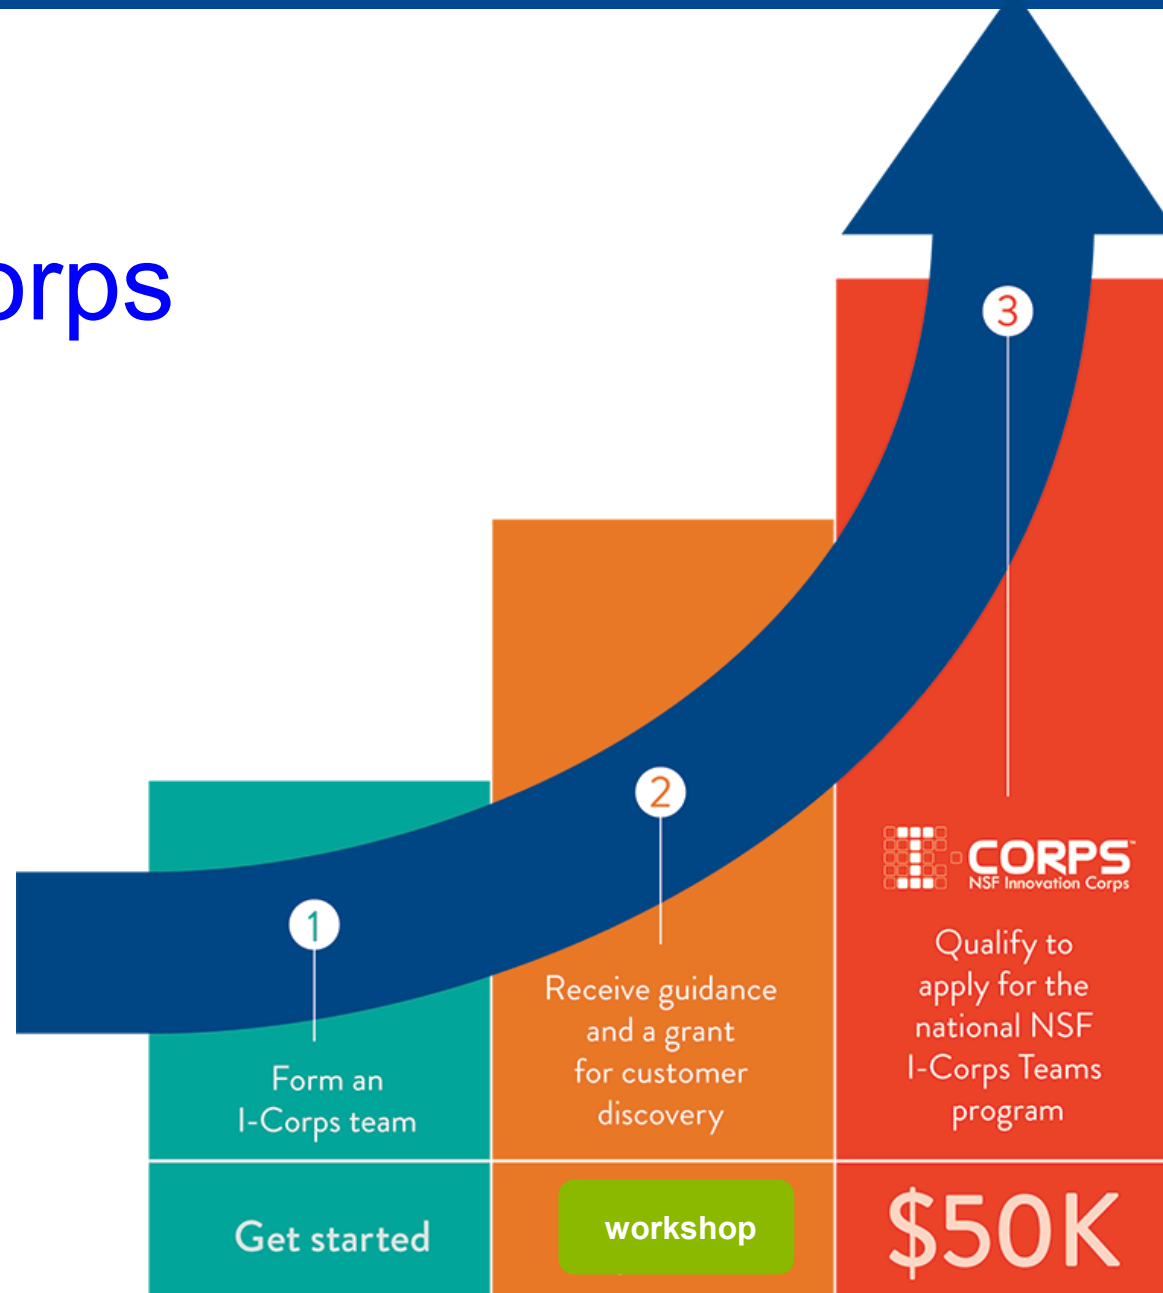 orps
3
2
1
I-CORPS™
NSF Innovation Corps
Form an
I-Corps team
Receive guidance
and a grant
for customer
discovery
Qualify to
apply for the
national NSF
I-Corps Teams
program
Get started
workshop
$50K